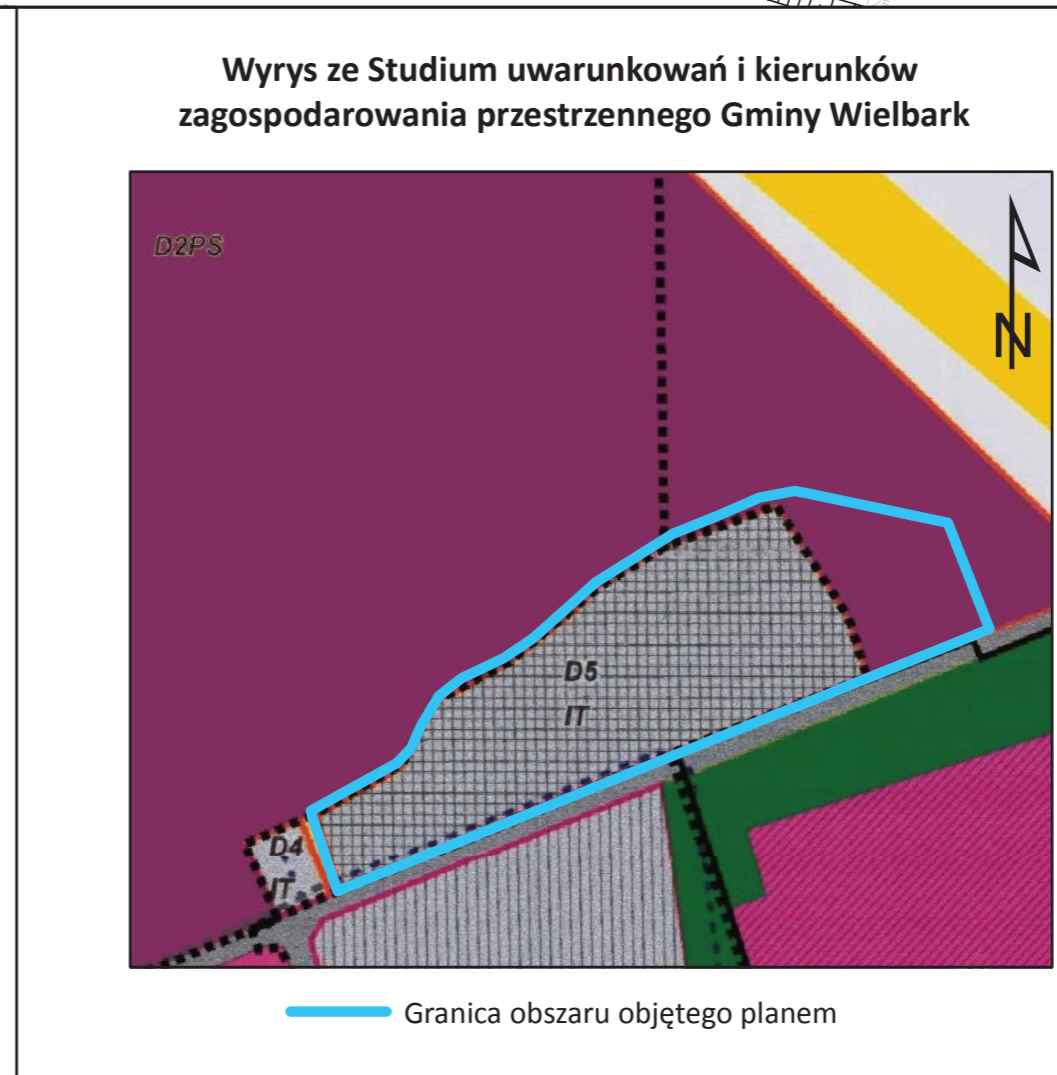 Wyrys ze Studium uwarunkowań i kierunków
zagospodarowania przestrzennego Gminy Wielbark
D2PS
N
D5
IT
D4
IT
Granica obszaru objętego planem